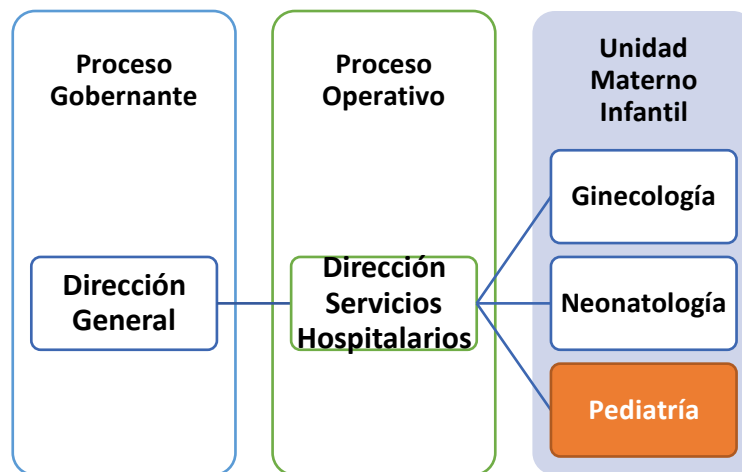 Proceso
Gobernante
Dirección
General
Proceso
Operativo
Dirección
Servicios
Hospitalarios
Unidad
Materno
Infantil
Ginecología
Neonatología
Pediatría